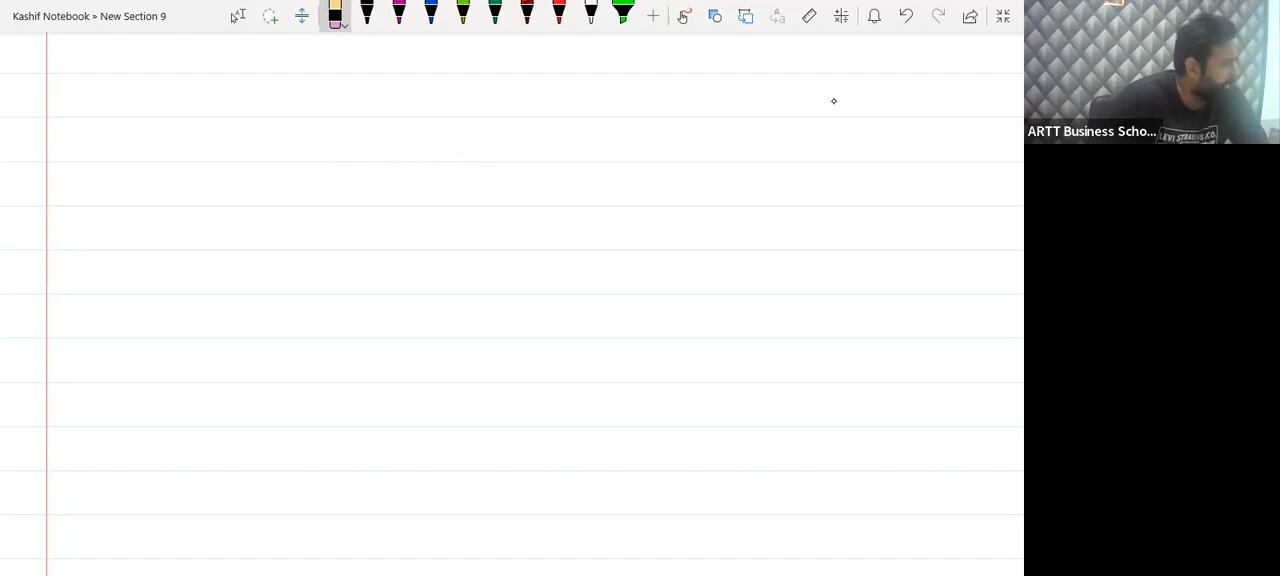 Kashif Notebook » New Section 9
ARTT Business Scho...
LEVI STRAUSS & CO.